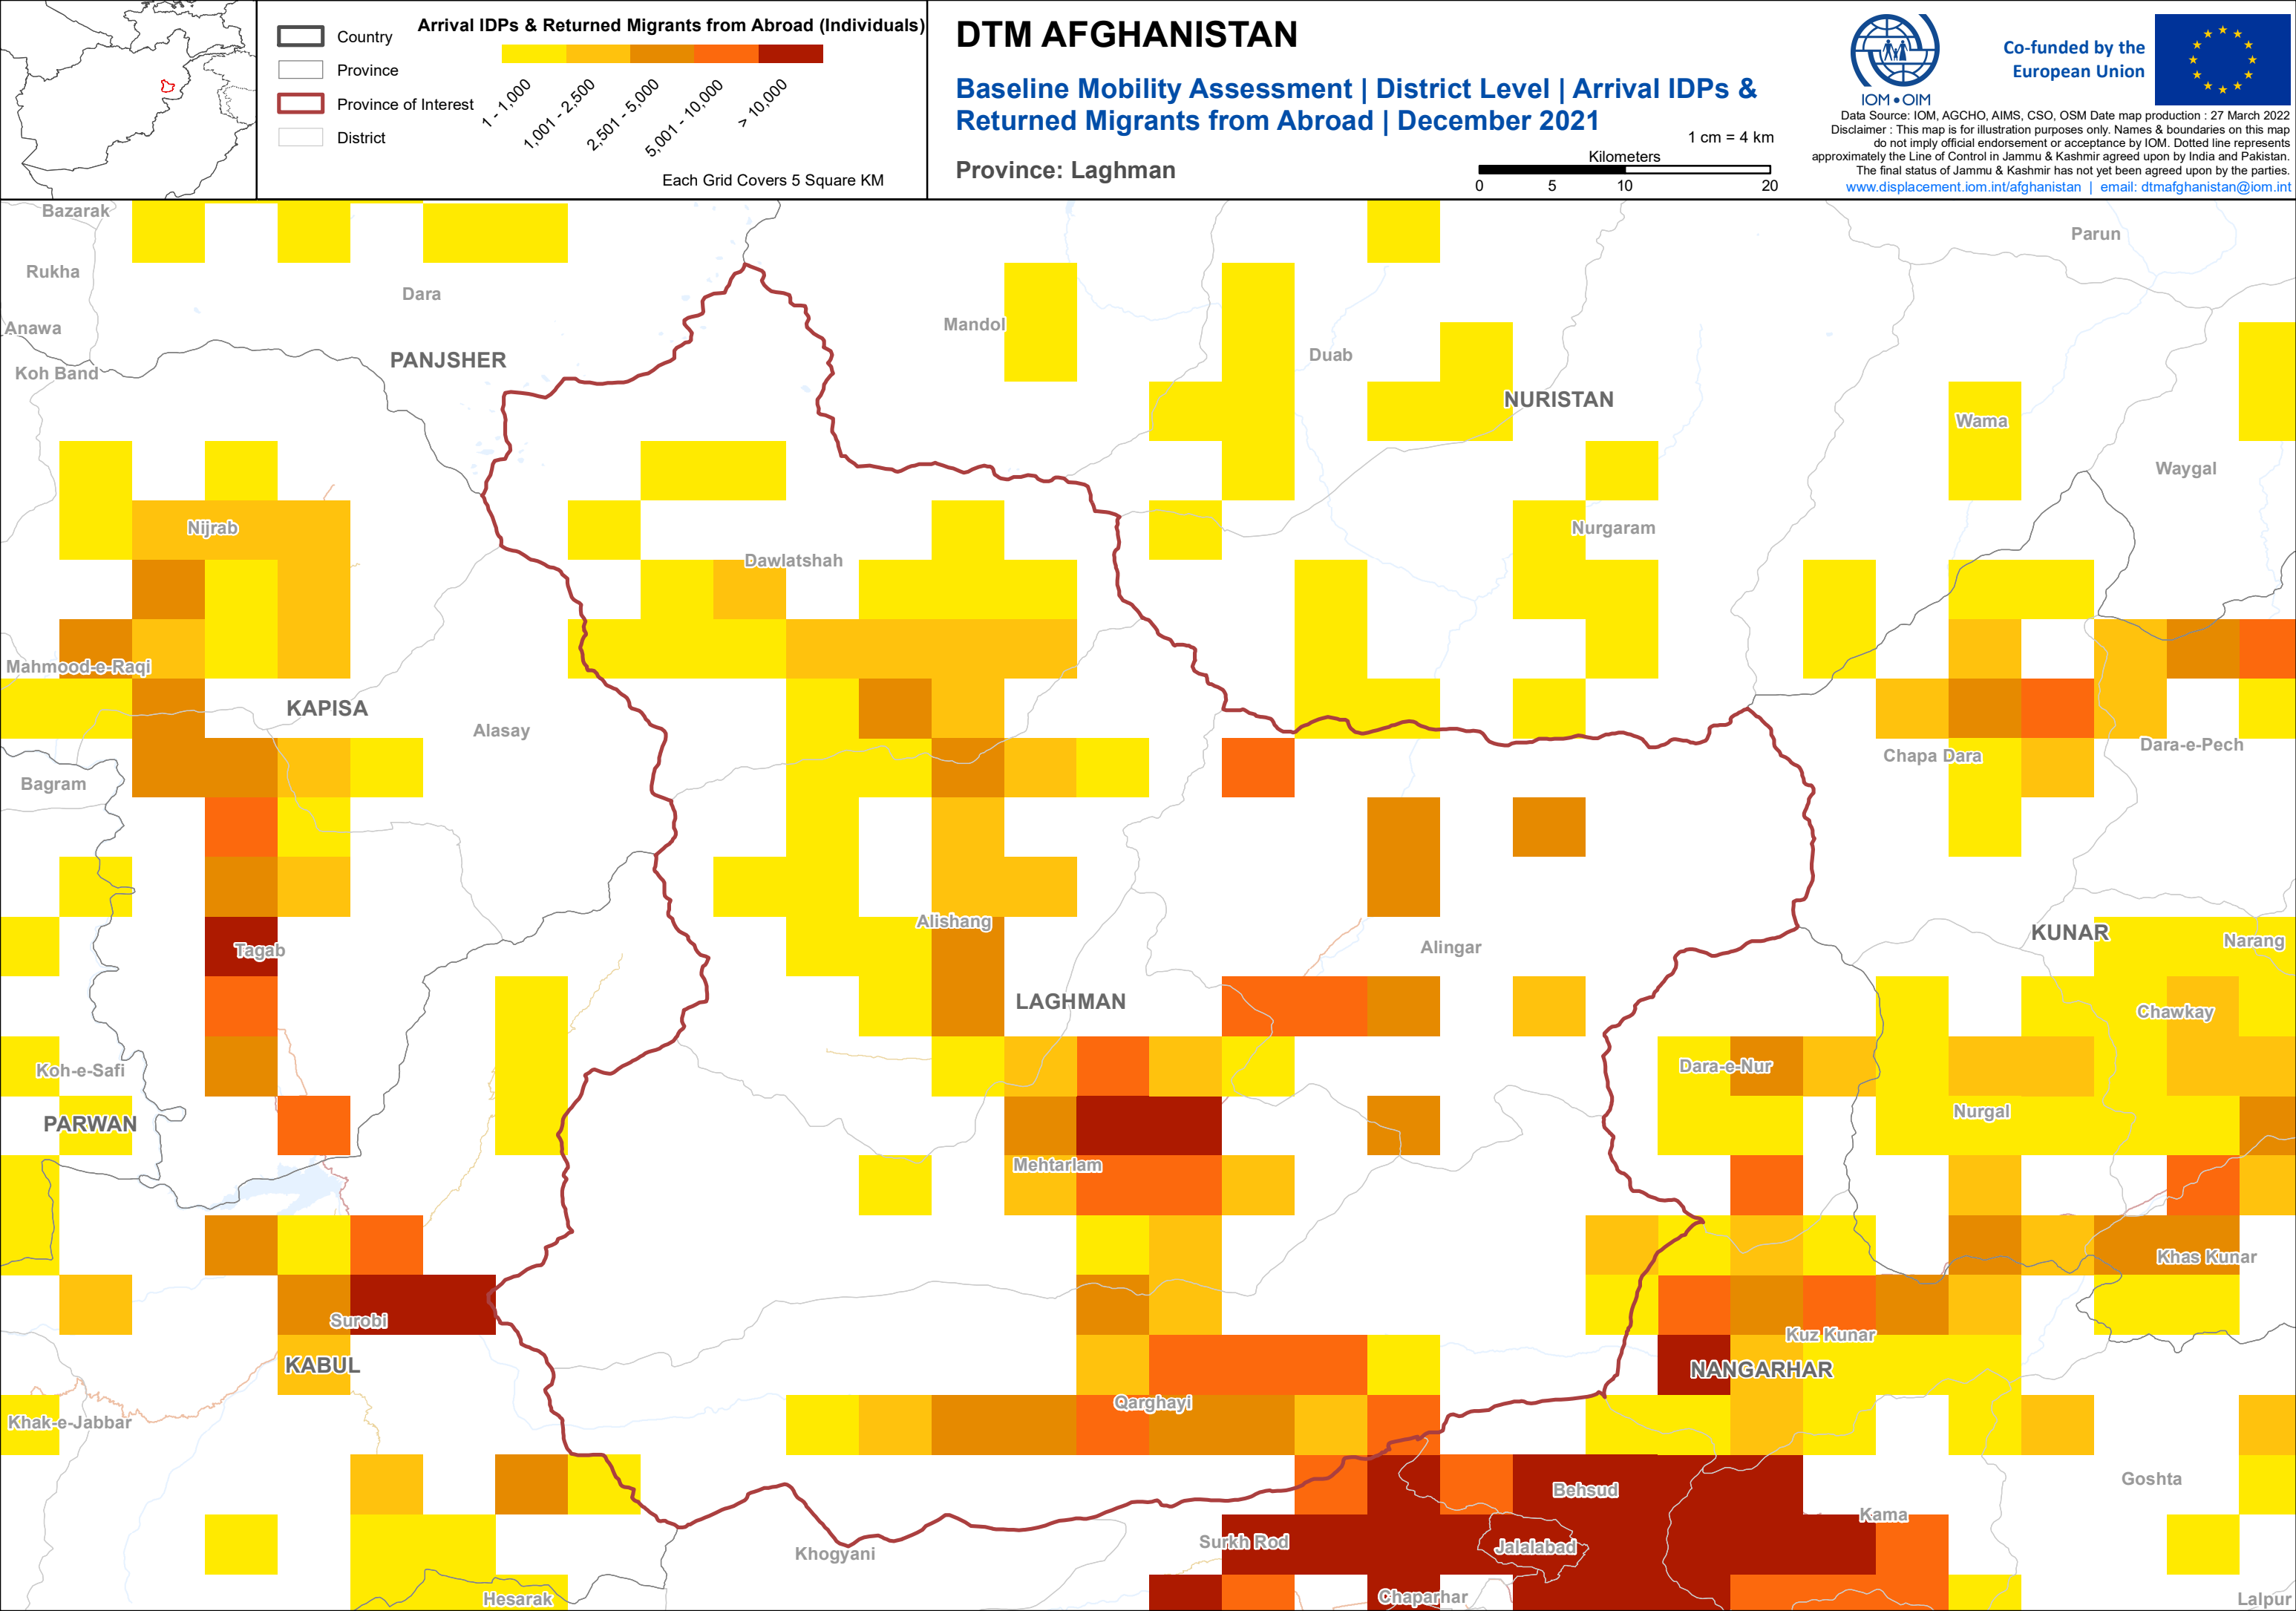 Country
Province
Province of Interest
District
Arrival IDPs & Returned Migrants from Abroad (Individuals)
1 - 1,000
1,001 - 2,500
2,501 - 5,000
5,001 - 10,000
> 10,000
Each Grid Covers 5 Square KM
DTM AFGHANISTAN
Baseline Mobility Assessment | District Level | Arrival IDPs &
Returned Migrants from Abroad | December 2021
Province: Laghman
1 cm = 4 km
Kilometers
0 5 10 20
IOM • OIM
Co-funded by the
European Union
Data Source: IOM, AGCHO, AIMS, CSO, OSM Date map production : 27 March 2022
Disclaimer : This map is for illustration purposes only. Names & boundaries on this map
do not imply official endorsement or acceptance by IOM. Dotted line represents
approximately the Line of Control in Jammu & Kashmir agreed upon by India and Pakistan.
The final status of Jammu & Kashmir has not yet been agreed upon by the parties.
www.displacement.iom.int/afghanistan | email: dtmafghanistan@iom.int
Bazarak
Parun
Rukha
Dara
Anawa
Mandol
Duab
PANJSHER
Koh Band
NURISTAN
Wama
Waygal
Nijrab
Nurgaram
Dawlatshah
Mahmood-e-Raqi
KAPISA
Alasay
Dara-e-Pech
Chapa Dara
Bagram
Alishang
KUNAR
Narang
Tagab
Alingar
LAGHMAN
Chawkay
Koh-e-Safi
Dara-e-Nur
Nurgal
PARWAN
Mehtarlam
Khas Kunar
Surobi
Kuz Kunar
KABUL
NANGARHAR
Qarghayi
Khak-e-Jabbar
Goshta
Behsud
Kama
Surkh Rod
Jalalabad
Khogyani
Chaparhar
Hesarak
Lalpur